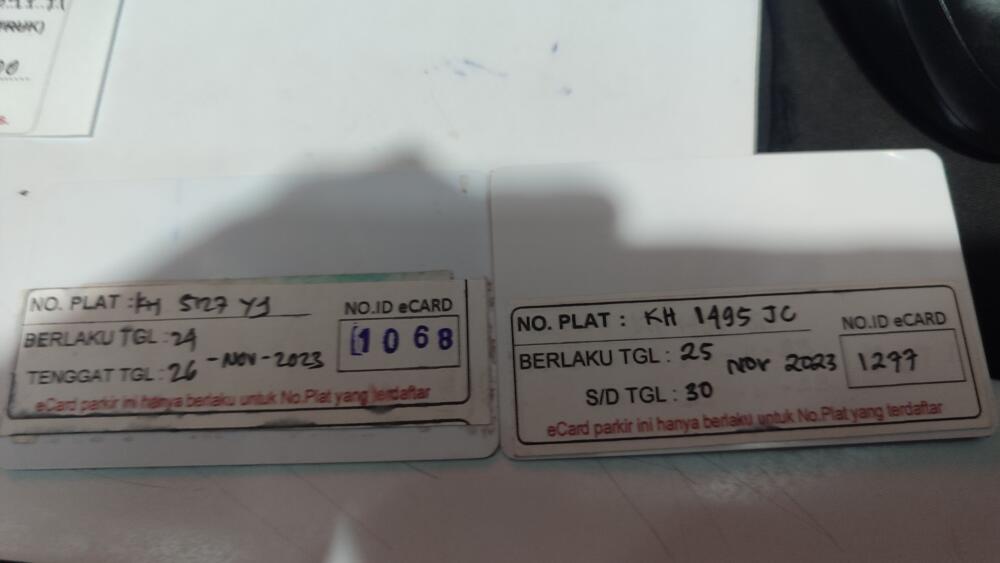 TRUK)
NO. PLAT : KH 5127 YJ
NO.ID eCARD
BERLAKU TGL : 24
1068
TENGGAT TGL : 26 - NOV - 2023
eCard parkir ini hanya berlaku untuk No.Plat yang terdaftar
NO. PLAT : KH 1495 JC
NO.ID eCARD
BERLAKU TGL : 25 NOV 2023
1297
S/D TGL : 30
eCard parkir ini hanya berlaku untuk No.Plat yang terdaftar